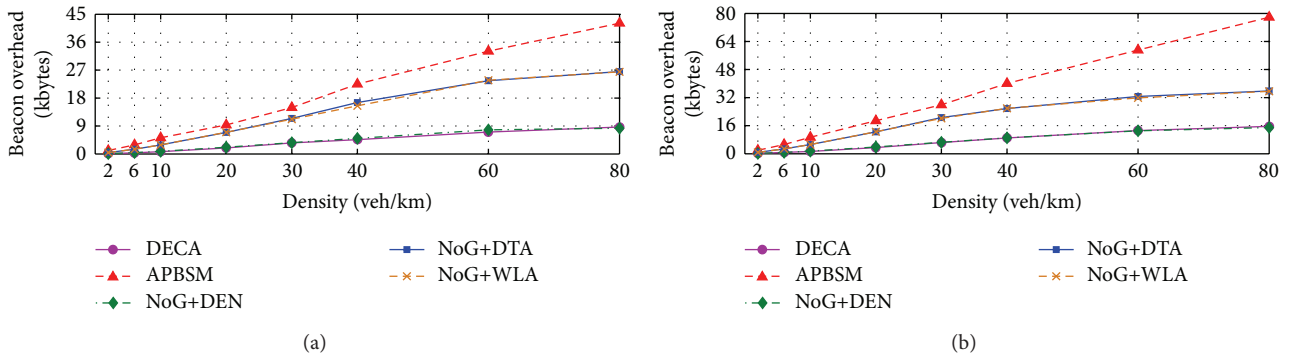 Beacon overhead
(kbytes)
45
36
27
18
9
0
2 6 10 20 30 40 60 80
Density (veh/km)
DECA
APBSM
NoG+DEN
NoG+DTA
NoG+WLA
(a)
Beacon overhead
(kbytes)
80
64
48
32
16
0
2 6 10 20 30 40 60 80
Density (veh/km)
DECA
APBSM
NoG+DEN
NoG+DTA
NoG+WLA
(b)